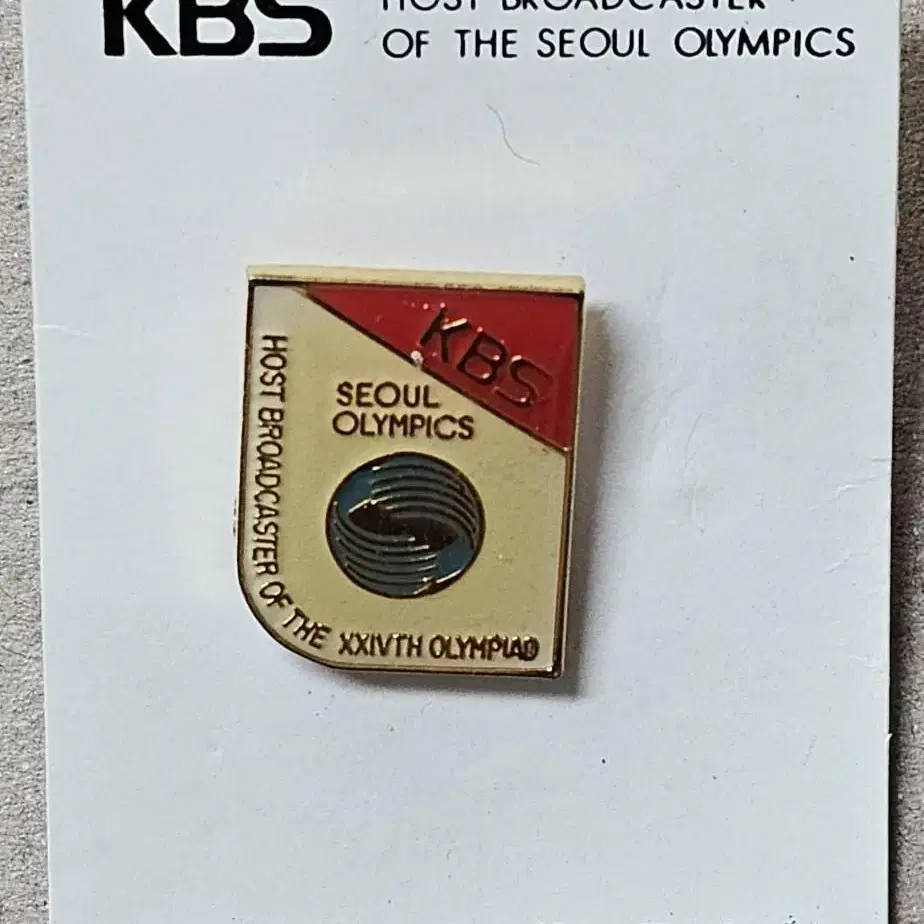 KBS
HOST BROADCASTER
OF THE SEOUL OLYMPICS
KBS
SEOUL
OLYMPICS
HOST BROADCASTER OF THE XXIVTH OLYMPIAD